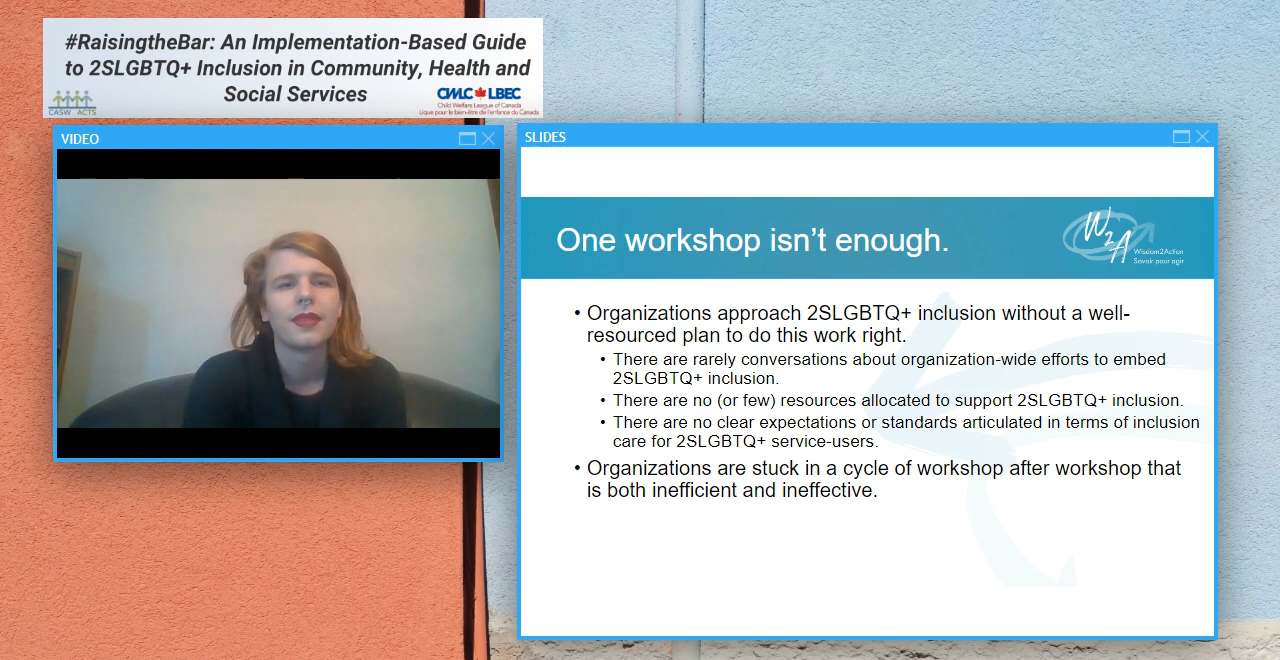 #RaisingtheBar: An Implementation-Based Guide
to 2SLGBTQ+ Inclusion in Community, Health and
Social Services
CASW ACTS
CWLC LBEC
Child Welfare League of Canada
Ligue pour le bien-être de l'enfance du Canada
VIDEO
SLIDES
One workshop isn't enough.
W2A
Wisdom2Action
Savoir pour agir
• Organizations approach 2SLGBTQ+ inclusion without a well-
resourced plan to do this work right.
• There are rarely conversations about organization-wide efforts to embed
2SLGBTQ+ inclusion.
• There are no (or few) resources allocated to support 2SLGBTQ+ inclusion.
• There are no clear expectations or standards articulated in terms of inclusion
care for 2SLGBTQ+ service-users.
• Organizations are stuck in a cycle of workshop after workshop that
is both inefficient and ineffective.